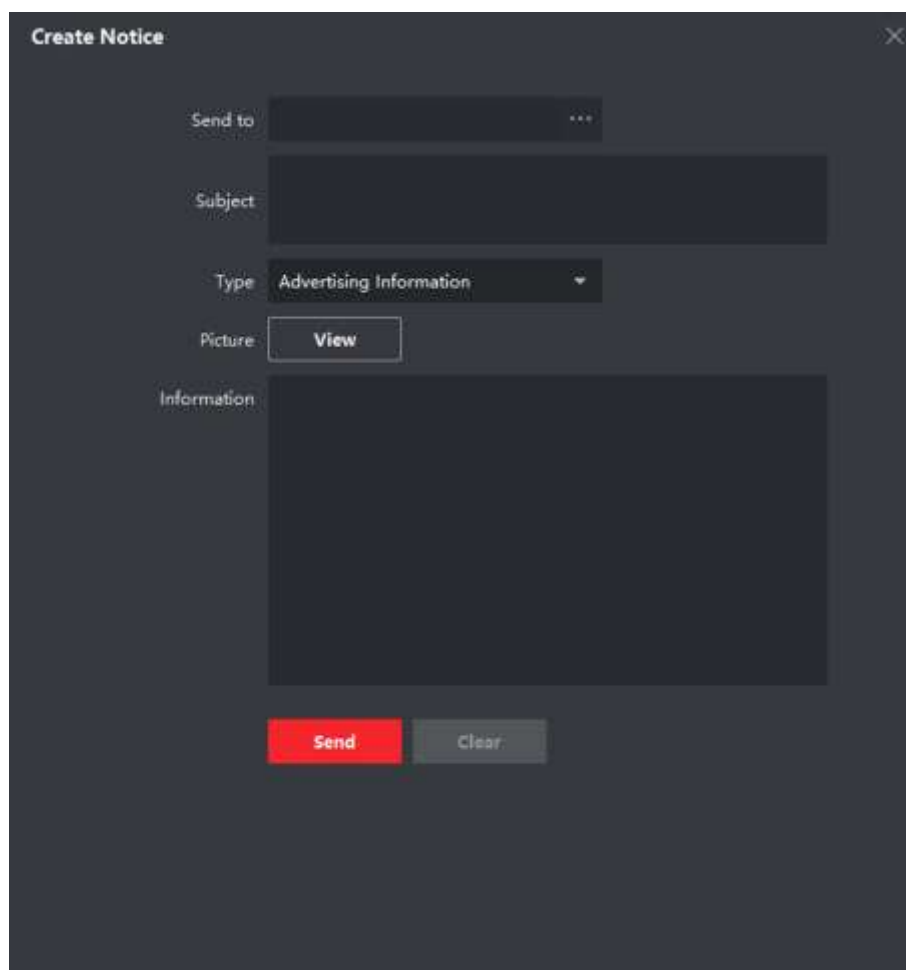 Create Notice
Send to ...
Subject
Type Advertising Information
Picture View
Information
Send Clear